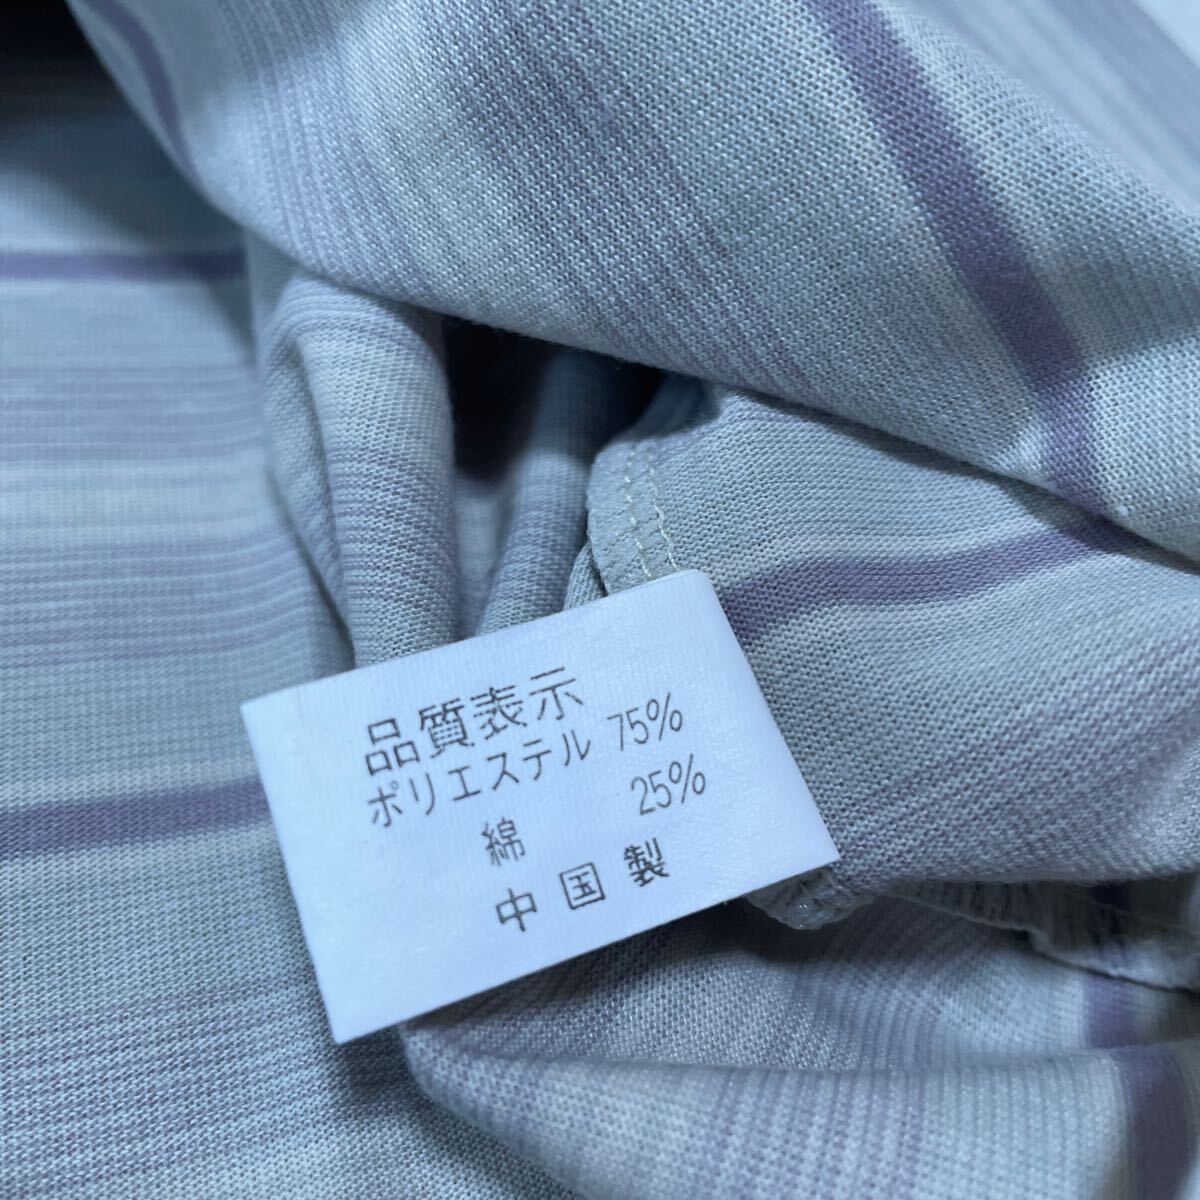 品質表示
ポリエステル 75%
綿 25%
中国製